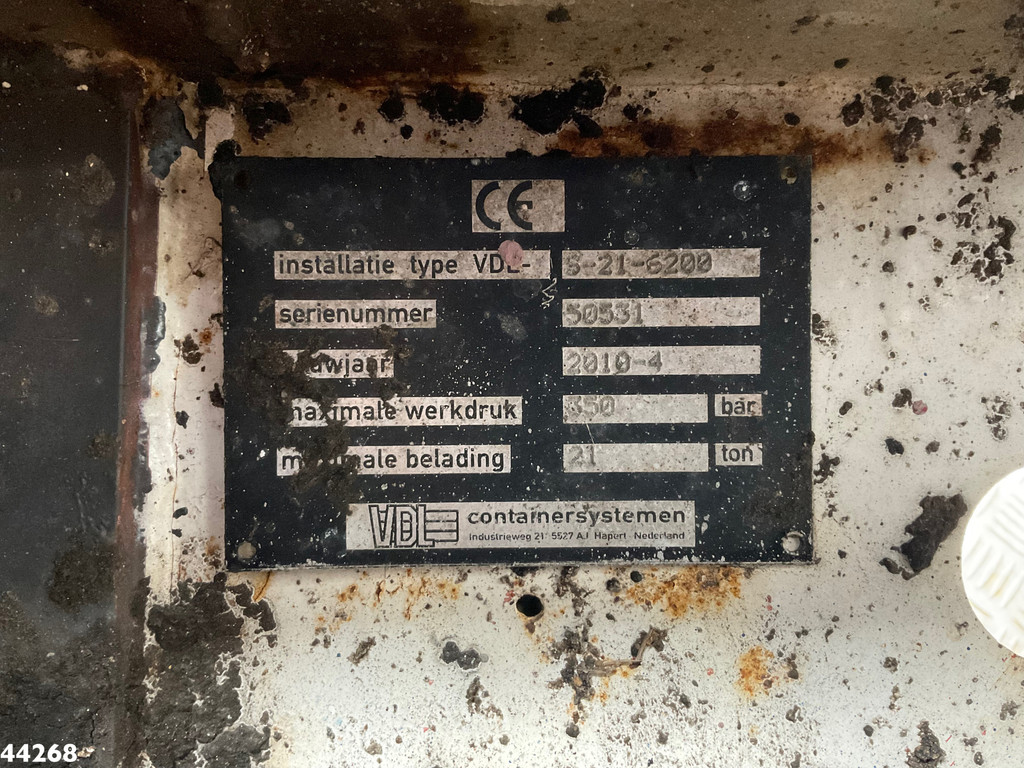 CE
installatie type VDL- S-21-6200
serienummer 50531
2010-4
maximale werkdruk 350 bar
belading 21 ton
VDL containersystemen
Industrieweg 21 5527 AJ Hapert Nederland
44268